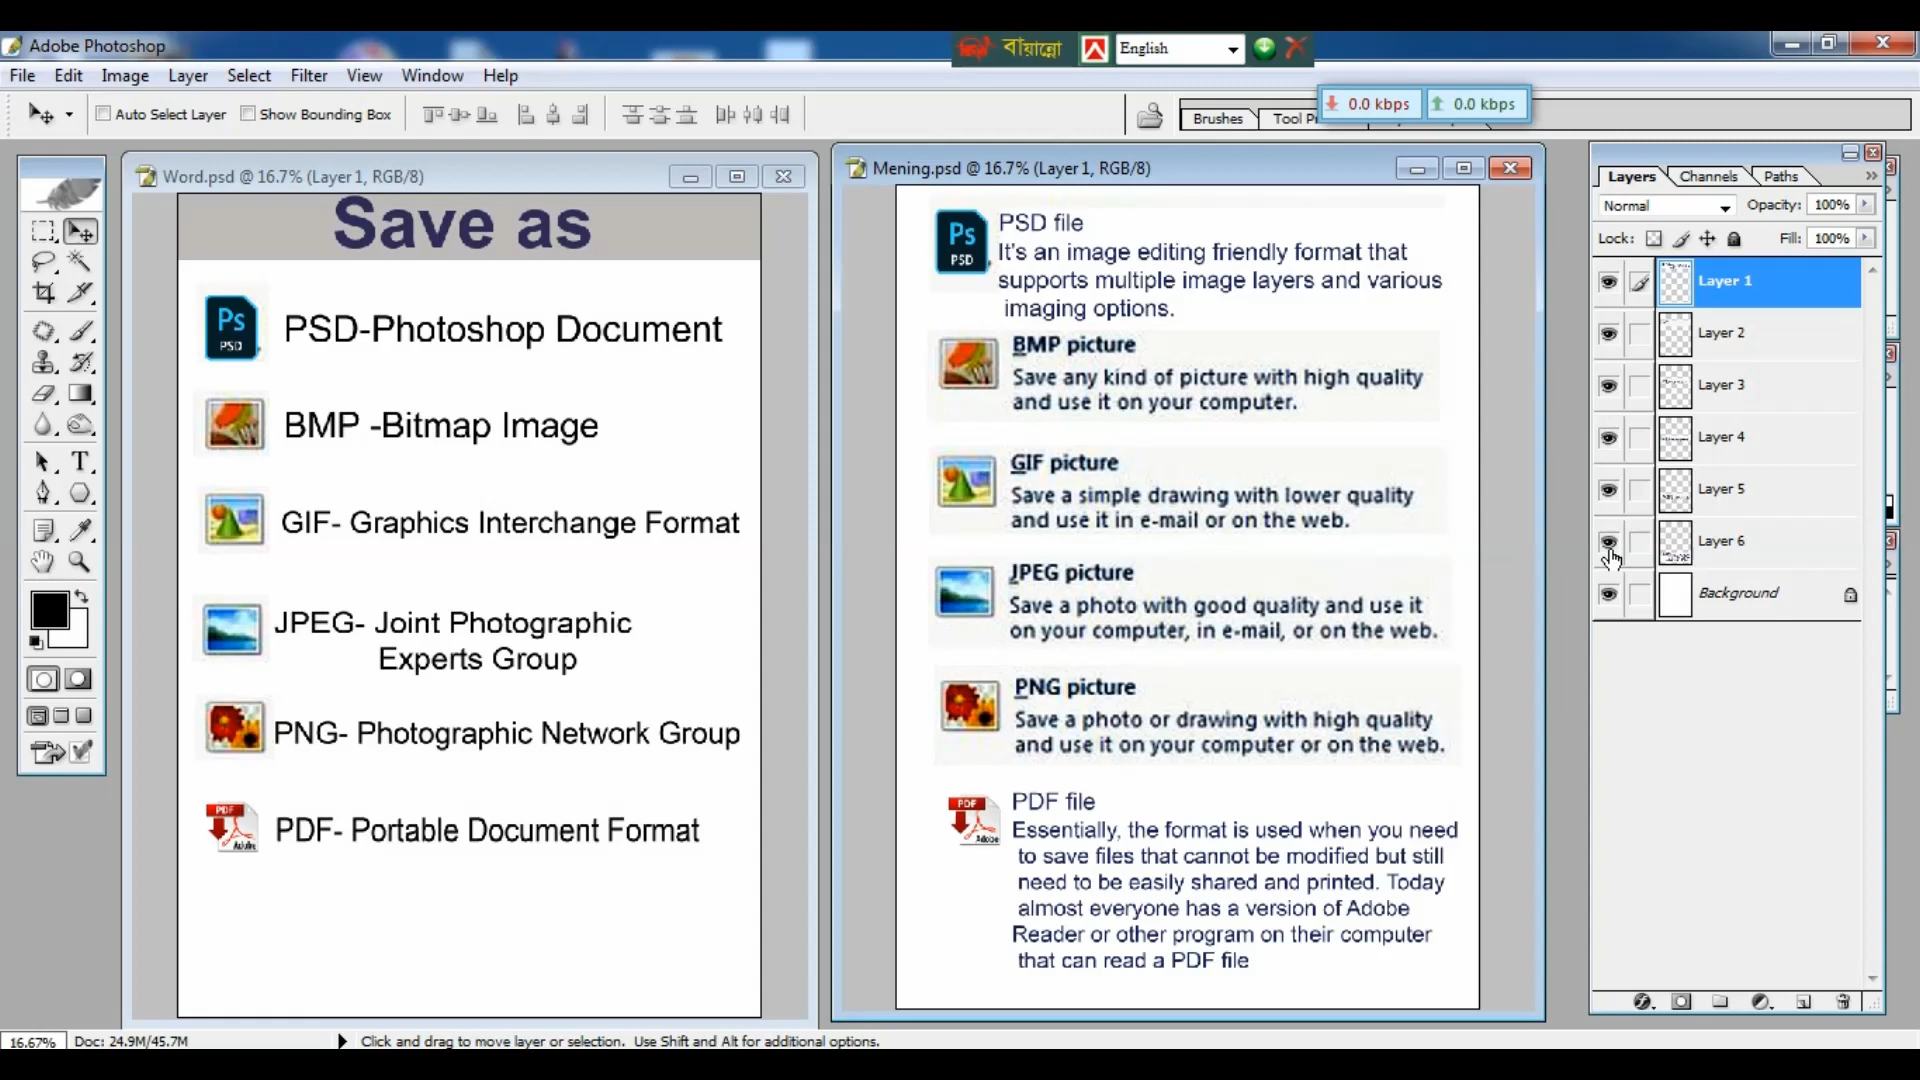 Adobe Photoshop
বায়ান্নো
English
File Edit Image Layer Select Filter View Window Help
Auto Select Layer Show Bounding Box
Brushes Tool
0.0 kbps 0.0 kbps
Word.psd @ 16.7% (Layer 1, RGB/8)
Save as
Ps
PSD
PSD-Photoshop Document
BMP -Bitmap Image
GIF- Graphics Interchange Format
JPEG- Joint Photographic
Experts Group
PNG- Photographic Network Group
PDF
Adobe
PDF- Portable Document Format
Mening.psd @ 16.7% (Layer 1, RGB/8)
Ps
PSD
PSD file
It's an image editing friendly format that
supports multiple image layers and various
imaging options.
BMP picture
Save any kind of picture with high quality
and use it on your computer.
GIF picture
Save a simple drawing with lower quality
and use it in e-mail or on the web.
JPEG picture
Save a photo with good quality and use it
on your computer, in e-mail, or on the web.
PNG picture
Save a photo or drawing with high quality
and use it on your computer or on the web.
PDF
Adobe
PDF file
Essentially, the format is used when you need
to save files that cannot be modified but still
need to be easily shared and printed. Today
almost everyone has a version of Adobe
Reader or other program on their computer
that can read a PDF file
Layers Channels Paths
Normal Opacity: 100%
Lock: Fill: 100%
Layer 1
Layer 2
Layer 3
Layer 4
Layer 5
Layer 6
Background
16.67% Doc: 24.9M/45.7M Click and drag to move layer or selection. Use Shift and Alt for additional options.